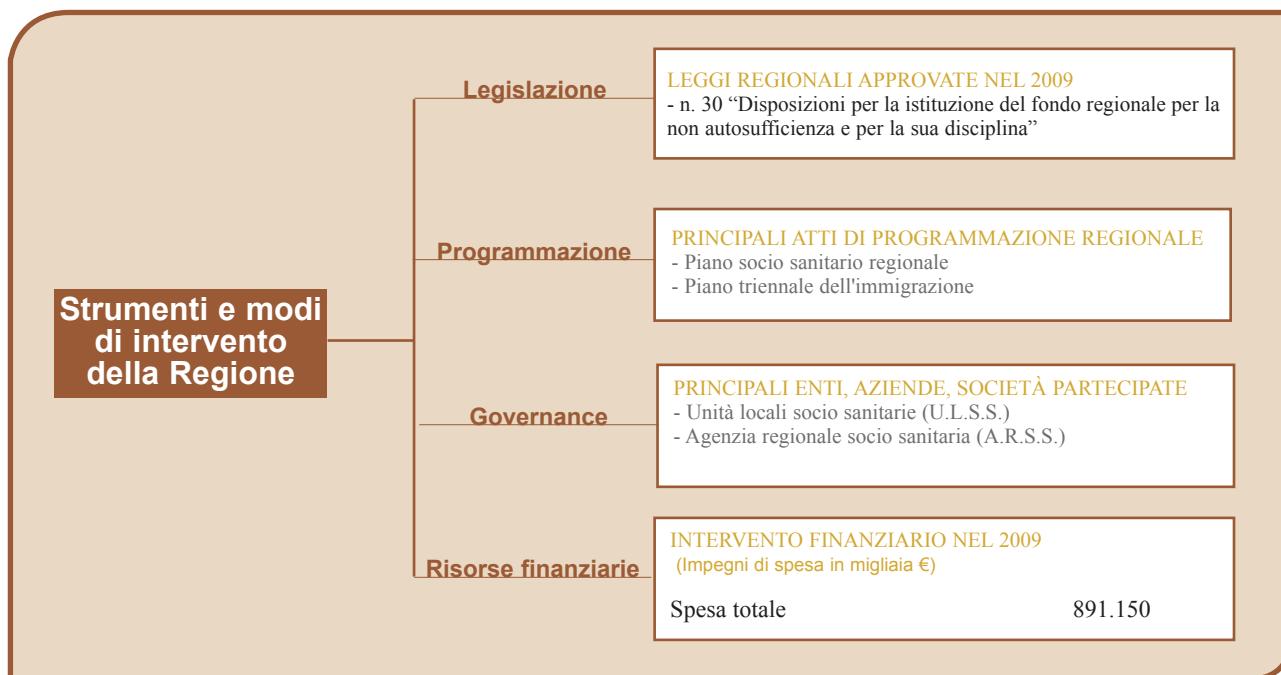 Strumenti e modi
di intervento
della Regione
Legislazione
LEGGI REGIONALI APPROVATE NEL 2009
- n. 30 “Disposizioni per la istituzione del fondo regionale per la
non autosufficienza e per la sua disciplina”
Programmazione
PRINCIPALI ATTI DI PROGRAMMAZIONE REGIONALE
- Piano socio sanitario regionale
- Piano triennale dell'immigrazione
Governance
PRINCIPALI ENTI, AZIENDE, SOCIETÀ PARTECIPATE
- Unità locali socio sanitarie (U.L.S.S.)
- Agenzia regionale socio sanitaria (A.R.S.S.)
Risorse finanziarie
INTERVENTO FINANZIARIO NEL 2009
(Impegni di spesa in migliaia €)
Spesa totale 891.150